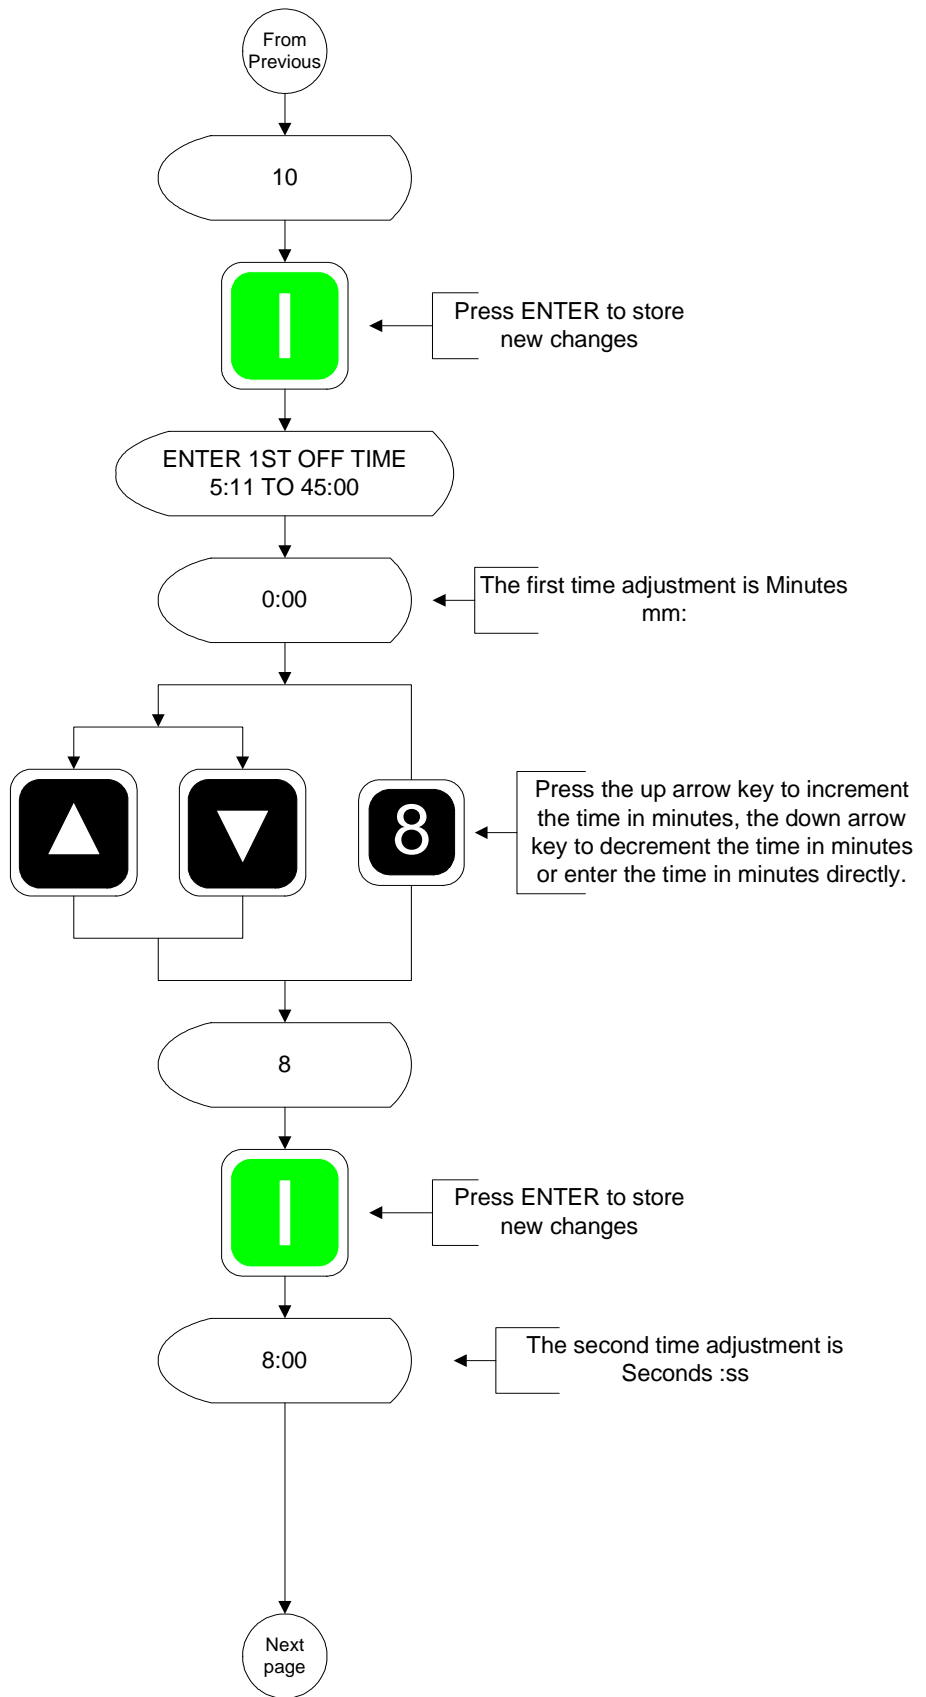 From
Previous
10
Press ENTER to store
new changes
ENTER 1ST OFF TIME
5:11 TO 45:00
0:00
The first time adjustment is Minutes
mm:
8
Press the up arrow key to increment
the time in minutes, the down arrow
key to decrement the time in minutes
or enter the time in minutes directly.
8
Press ENTER to store
new changes
8:00
The second time adjustment is
Seconds :ss
Next
page